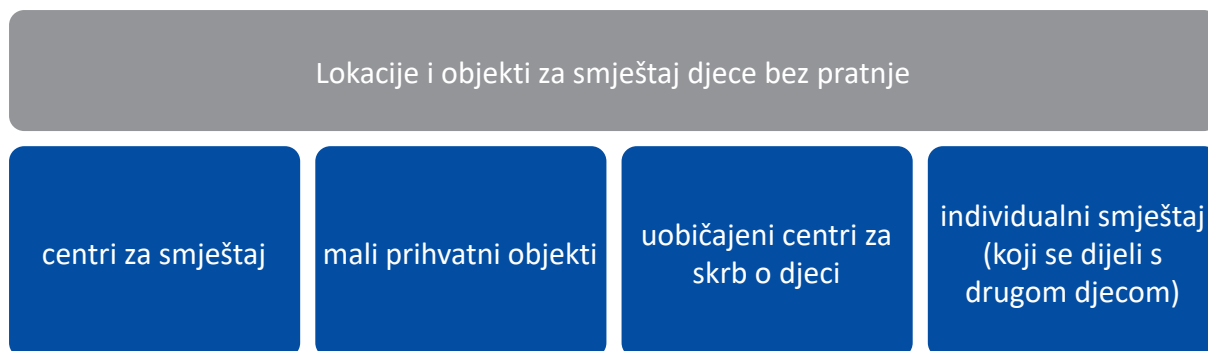 Lokacije i objekti za smještaj djece bez pratnje
centri za smještaj
mali prihvatni objekti
uobičajeni centri za
skrb o djeci
individualni smještaj
(koji se dijeli s
drugom djecom)